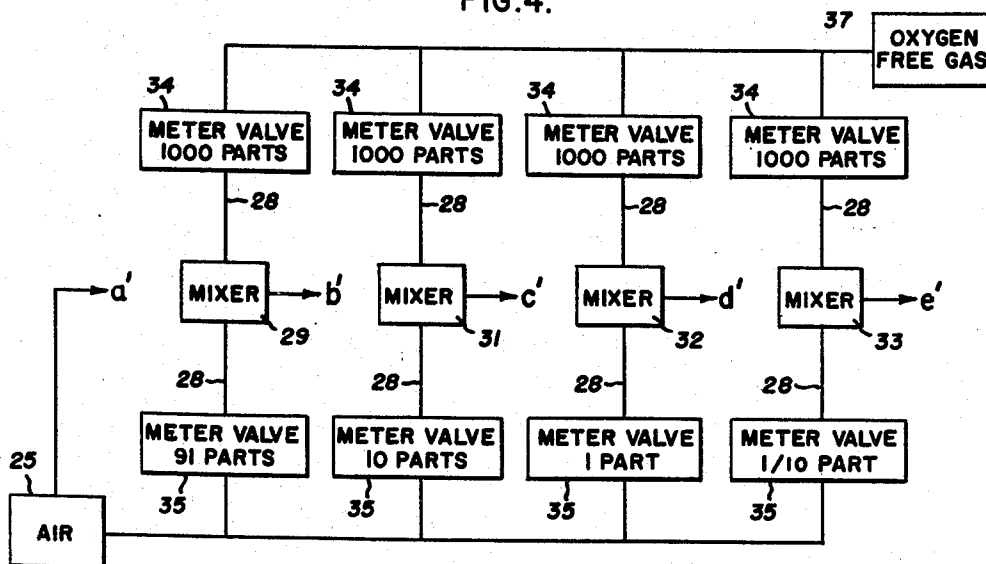 FIG.4.
37
OXYGEN
FREE GAS
34
34
34
34
METER VALVE
1000 PARTS
METER VALVE
1000 PARTS
METER VALVE
1000 PARTS
METER VALVE
1000 PARTS
28
28
28
28
a'
MIXER
b'
MIXER
c'
MIXER
d'
MIXER
e'
29
31
32
33
28
28
28
28
METER VALVE
91 PARTS
METER VALVE
10 PARTS
METER VALVE
1 PART
METER VALVE
1/10 PART
25
35
35
35
35
AIR